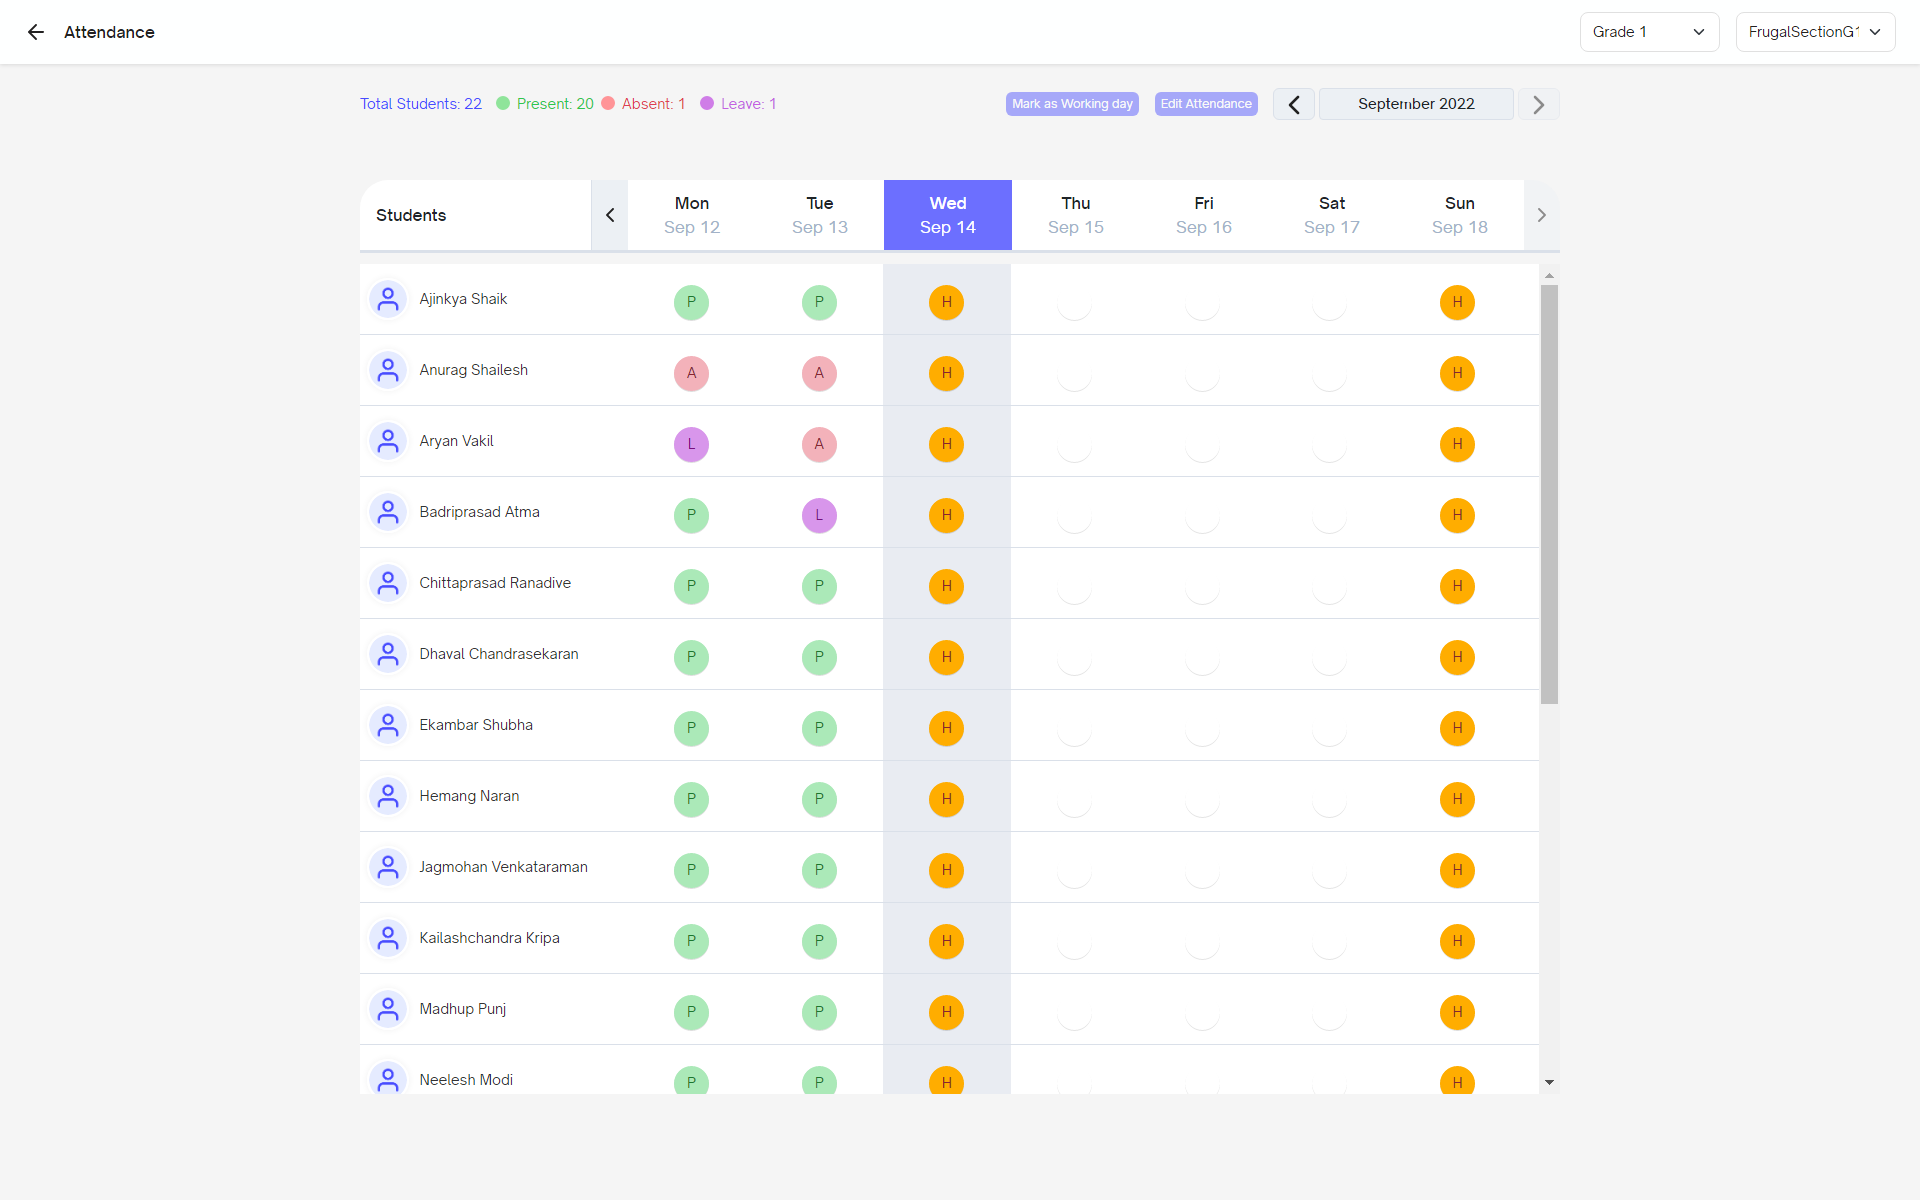 Attendance
Grade 1
FrugalSectionG1
Total Students: 22 Present: 20 Absent: 1 Leave: 1
Mark as Working day
Edit Attendance
September 2022
Students Mon Tue Wed Thu Fri Sat Sun
Sep 12 Sep 13 Sep 14 Sep 15 Sep 16 Sep 17 Sep 18
Ajinkya Shaik P P H H
Anurag Shailesh A A H H
Aryan Vakil L A H H
Badriprasad Atma P L H H
Chittaprasad Ranadive P P H H
Dhaval Chandrasekaran P P H H
Ekambar Shubha P P H H
Hemang Naran P P H H
Jagmohan Venkataraman P P H H
Kailashchandra Kripa P P H H
Madhup Punj P P H H
Neelesh Modi P P H H